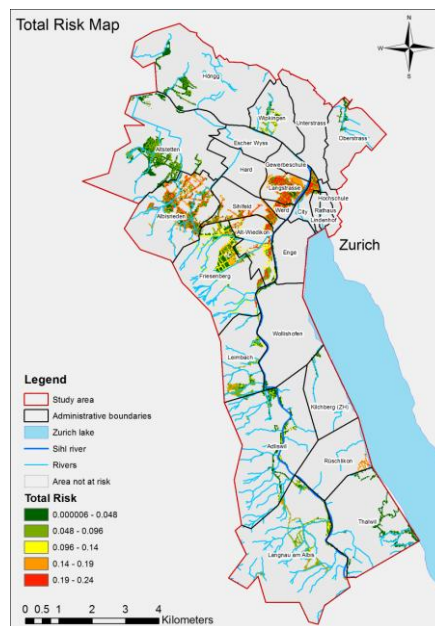 Total Risk Map
N
W
E
S
Höngg
Wipkingen
Unterstrass
Oberstrass
Escher Wyss
Altstetten
Gewerbeschule
Hard
Langstrasse
Hochschule
Albisrieden
Sihlfeld
Werd
City
Rathaus
Lindenhof
Alt-Wiedikon
Zurich
Enge
Friesenberg
Wollishofen
Leimbach
Kilchberg (ZH)
Adliswil
Rüschlikon
Thalwil
Langnau am Albis
Legend
Study area
Administrative boundaries
Zurich lake
Sihl river
Rivers
Area not at risk
Total Risk
0.000006 - 0.048
0.048 - 0.096
0.096 - 0.14
0.14 - 0.19
0.19 - 0.24
0 0.5 1 2 3 4
Kilometers